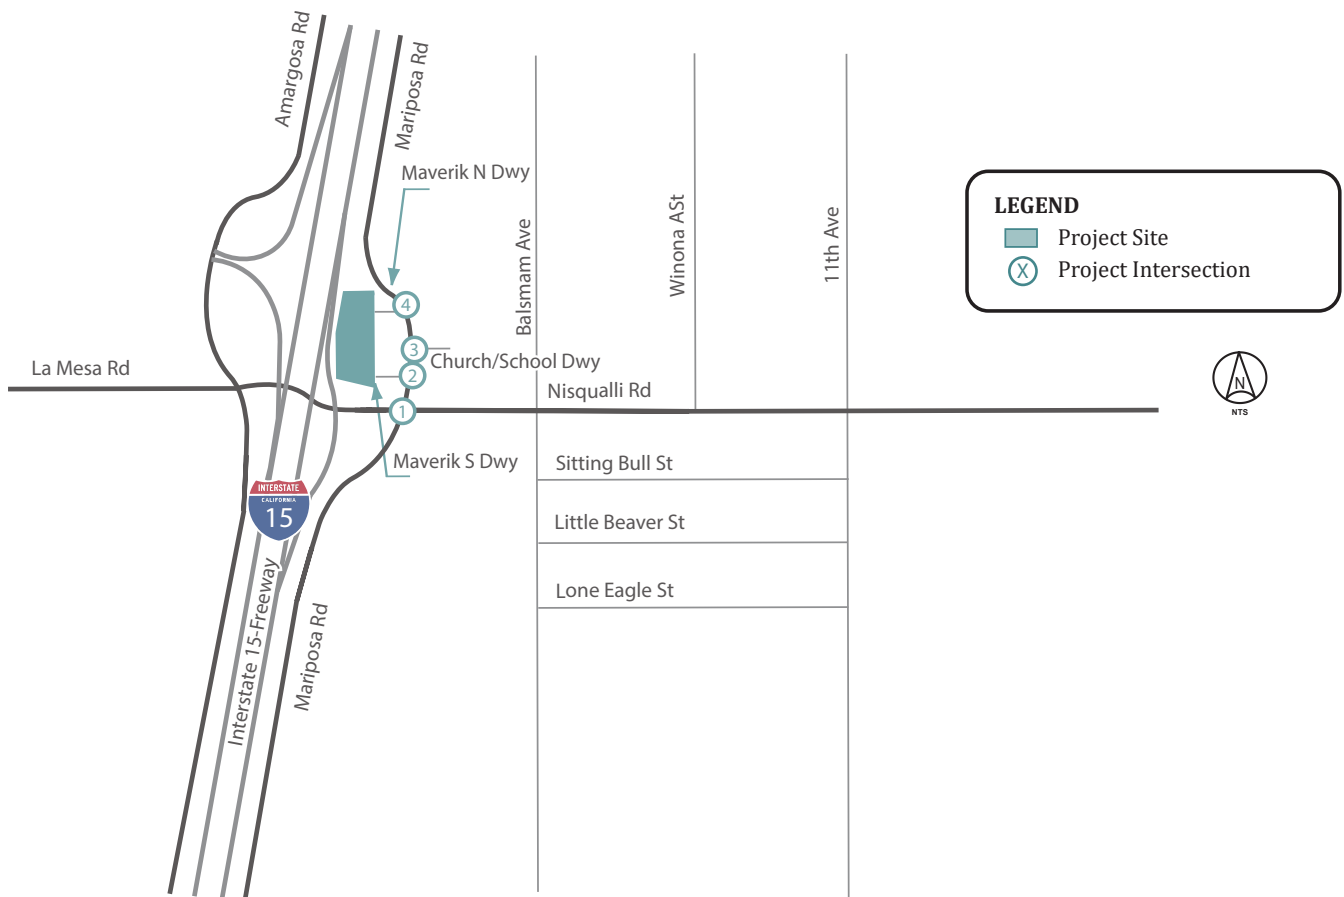 Amargosa Rd
Mariposa Rd
Maverik N Dwy
Balsmam Ave
Winona ASt
11th Ave
LEGEND
Project Site
X Project Intersection
4
3
Church/School Dwy
2
La Mesa Rd
Nisqualli Rd
1
N
NTS
Maverik S Dwy
Sitting Bull St
INTERSTATE
CALIFORNIA
15
Little Beaver St
Interstate 15-Freeway
Lone Eagle St
Mariposa Rd